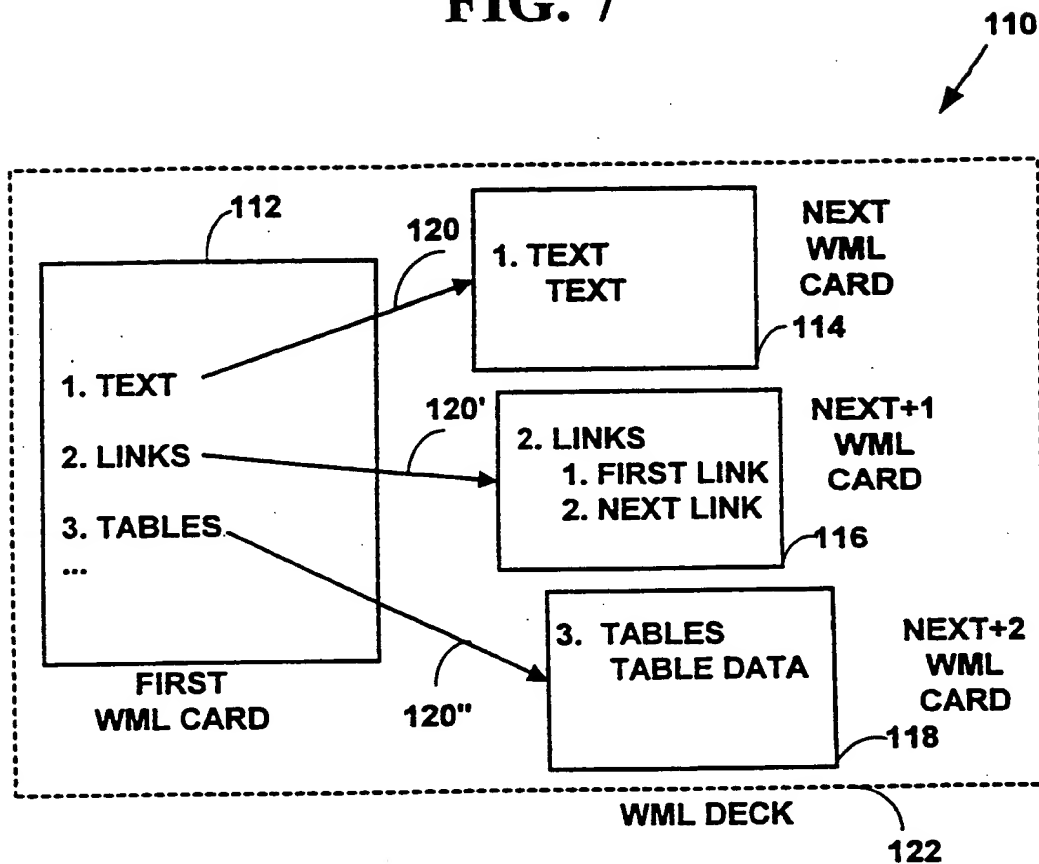 FIG. 7
110
112
120
1. TEXT
TEXT
NEXT
WML
CARD
114
1. TEXT
2. LINKS
3. TABLES
...
120'
2. LINKS
1. FIRST LINK
2. NEXT LINK
NEXT+1
WML
CARD
116
3. TABLES
TABLE DATA
NEXT+2
WML
CARD
118
FIRST
WML CARD
120"
WML DECK
122